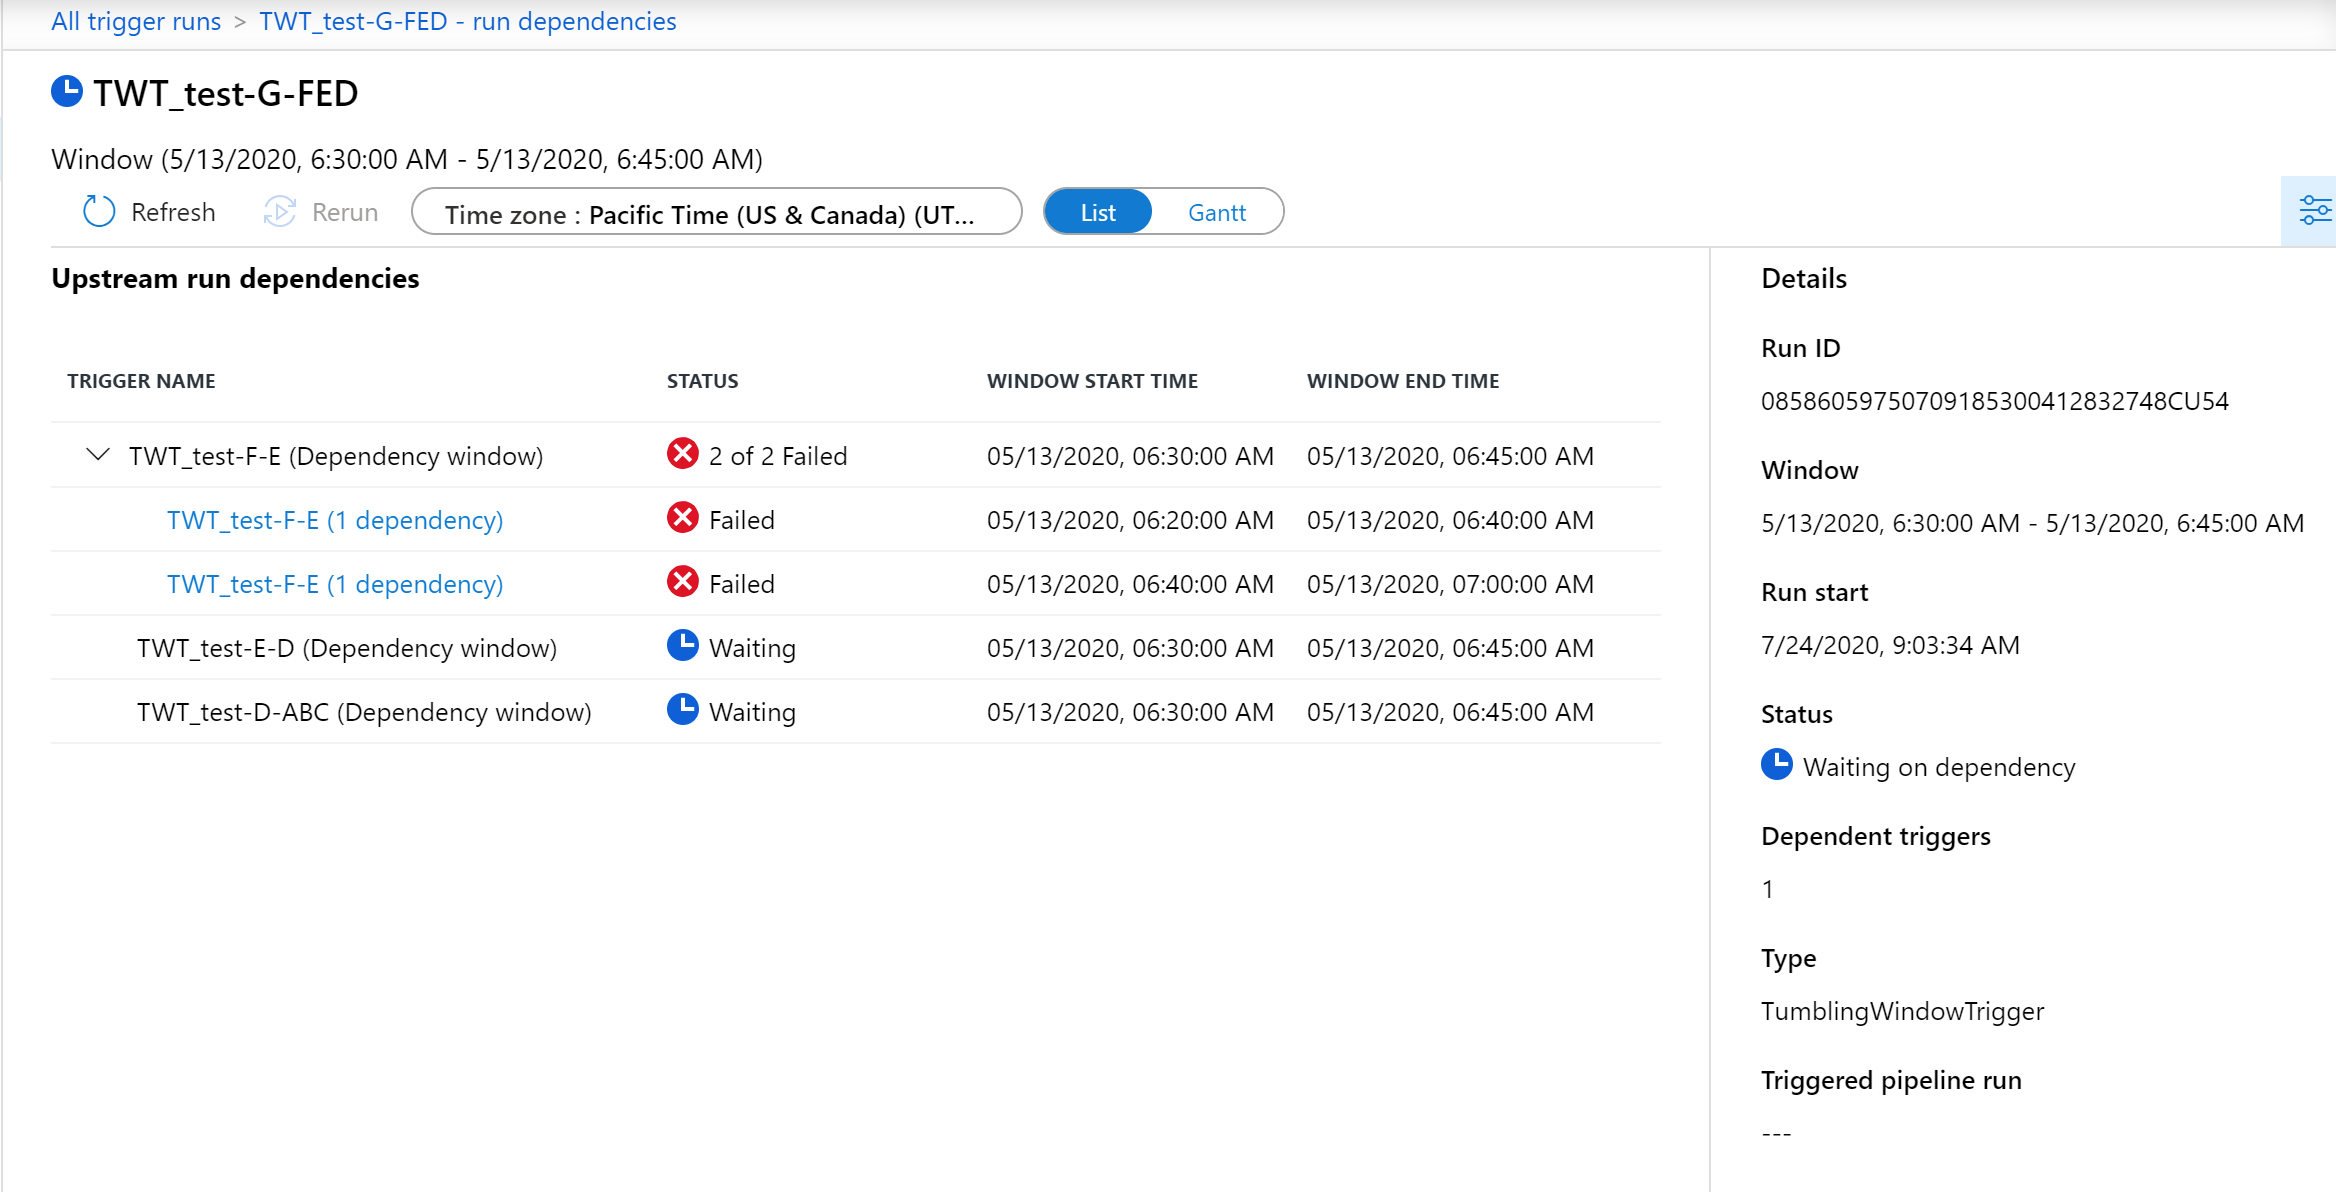 All trigger runs > TWT_test-G-FED - run dependencies
TWT_test-G-FED
Window (5/13/2020, 6:30:00 AM - 5/13/2020, 6:45:00 AM)
Refresh Rerun Time zone : Pacific Time (US & Canada) (UT... List Gantt
Upstream run dependencies
TRIGGER NAME STATUS WINDOW START TIME WINDOW END TIME
TWT_test-F-E (Dependency window) 2 of 2 Failed 05/13/2020, 06:30:00 AM 05/13/2020, 06:45:00 AM
TWT_test-F-E (1 dependency) Failed 05/13/2020, 06:20:00 AM 05/13/2020, 06:40:00 AM
TWT_test-F-E (1 dependency) Failed 05/13/2020, 06:40:00 AM 05/13/2020, 07:00:00 AM
TWT_test-E-D (Dependency window) Waiting 05/13/2020, 06:30:00 AM 05/13/2020, 06:45:00 AM
TWT_test-D-ABC (Dependency window) Waiting 05/13/2020, 06:30:00 AM 05/13/2020, 06:45:00 AM
Details
Run ID
08586059750709185300412832748CU54
Window
5/13/2020, 6:30:00 AM - 5/13/2020, 6:45:00 AM
Run start
7/24/2020, 9:03:34 AM
Status
Waiting on dependency
Dependent triggers
1
Type
TumblingWindowTrigger
Triggered pipeline run
---